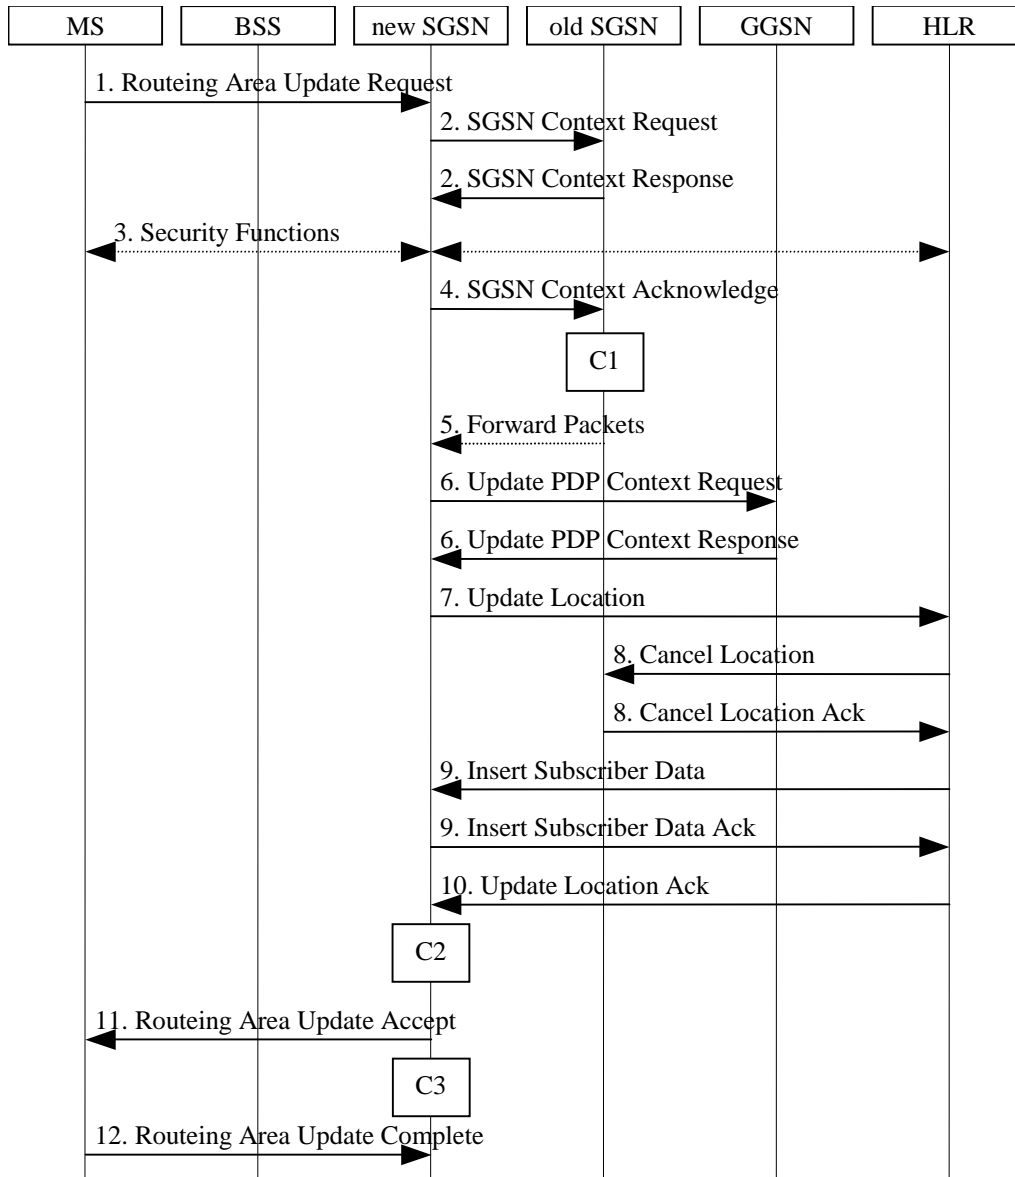 MS BSS new SGSN old SGSN GGSN HLR
1. Routeing Area Update Request
2. SGSN Context Request
2. SGSN Context Response
3. Security Functions
4. SGSN Context Acknowledge
C1
5. Forward Packets
6. Update PDP Context Request
6. Update PDP Context Response
7. Update Location
8. Cancel Location
8. Cancel Location Ack
9. Insert Subscriber Data
9. Insert Subscriber Data Ack
10. Update Location Ack
C2
11. Routeing Area Update Accept
C3
12. Routeing Area Update Complete